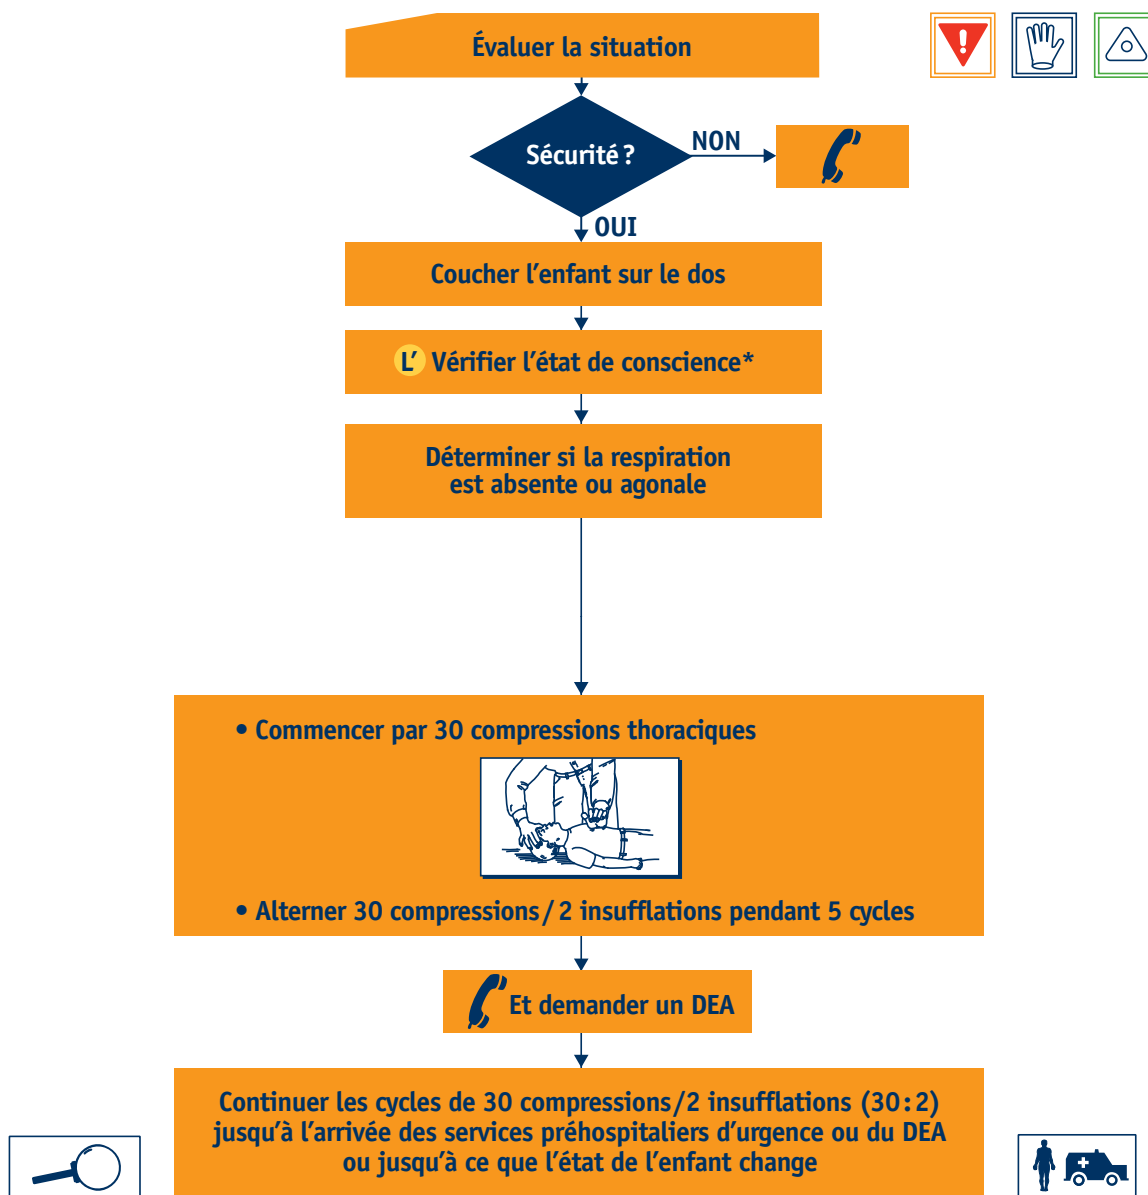 Évaluer la situation
Sécurité ?
NON
OUI
Coucher l'enfant sur le dos
L' Vérifier l'état de conscience*
Déterminer si la respiration
est absente ou agonale
• Commencer par 30 compressions thoraciques
• Alterner 30 compressions / 2 insufflations pendant 5 cycles
Et demander un DEA
Continuer les cycles de 30 compressions/2 insufflations (30:2)
jusqu'à l'arrivée des services préhospitaliers d'urgence ou du DEA
ou jusqu'à ce que l'état de l'enfant change